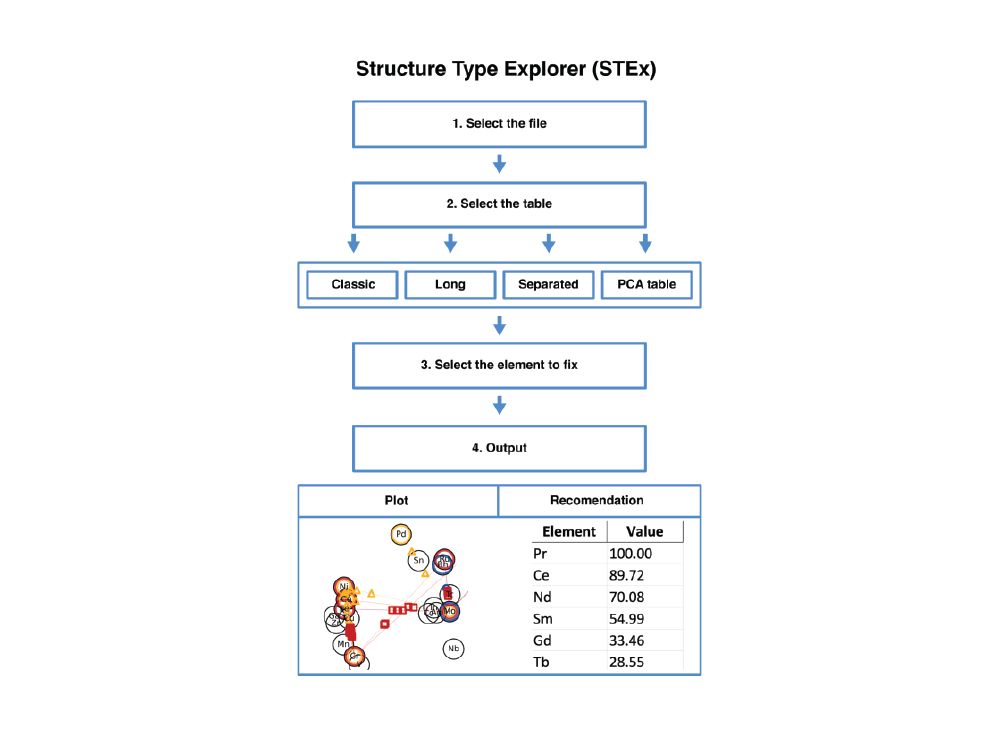 Structure Type Explorer (STEx)
1. Select the file
2. Select the table
Classic Long Separated PCA table
3. Select the element to fix
4. Output
Plot Recomendation
Element Value
Pr 100.00
Ce 89.72
Nd 70.08
Sm 54.99
Gd 33.46
Tb 28.55
Pd
Sn
Ni
Mo
Mn
Nb
Cr